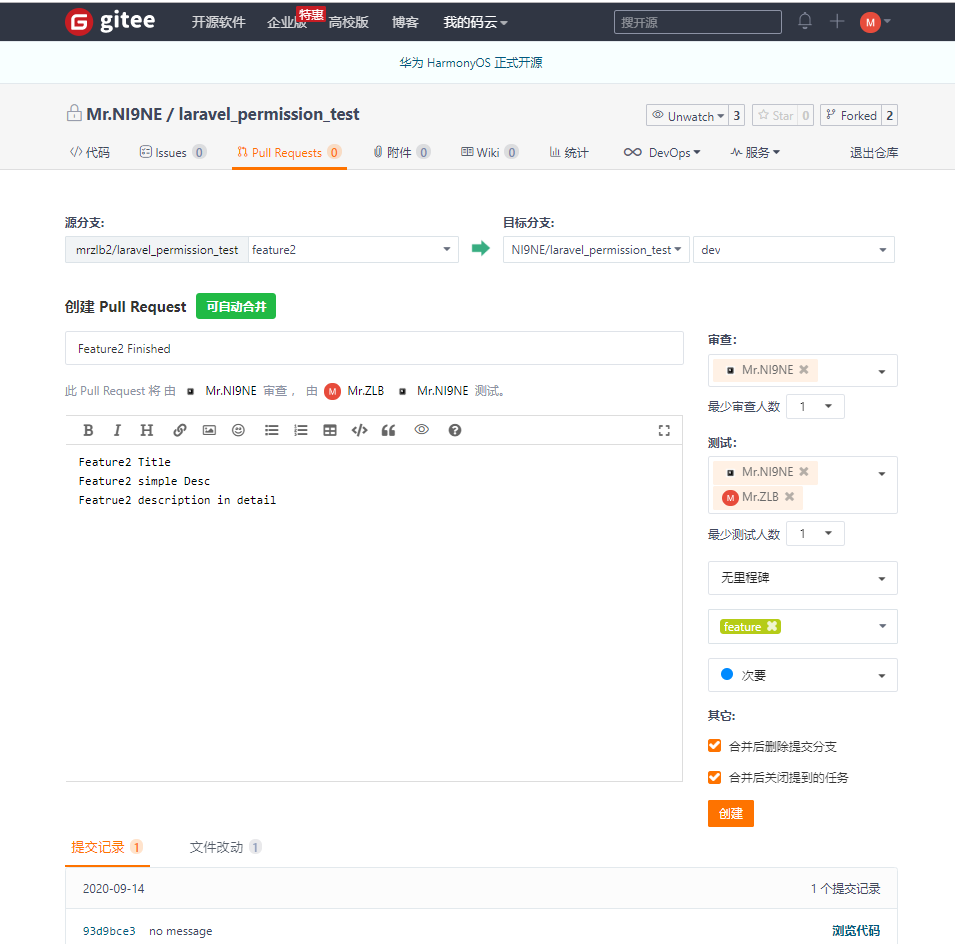 gitee 开源软件 企业版 特惠 高校版 博客 我的码云 搜开源 M
华为 HarmonyOS 正式开源
Mr.NI9NE / laravel_permission_test Unwatch 3 Star 0 Forked 2
代码 Issues 0 Pull Requests 0 附件 0 Wiki 0 统计 DevOps 服务 退出仓库
源分支: 目标分支:
mrzlb2/laravel_permission_test feature2 NI9NE/laravel_permission_test dev
创建 Pull Request 可自动合并
Feature2 Finished
此 Pull Request 将 由 Mr.NI9NE 审查 ，由 M Mr.ZLB Mr.NI9NE 测试。
B I H
Feature2 Title
Feature2 simple Desc
Featrue2 description in detail
审查:
Mr.NI9NE
最少审查人数 1
测试:
Mr.NI9NE
M Mr.ZLB
最少测试人数 1
无里程碑
feature
次要
其它:
合并后删除提交分支
合并后关闭提到的任务
创建
提交记录 1 文件改动 1
2020-09-14 1 个提交记录
93d9bce3 no message 浏览代码